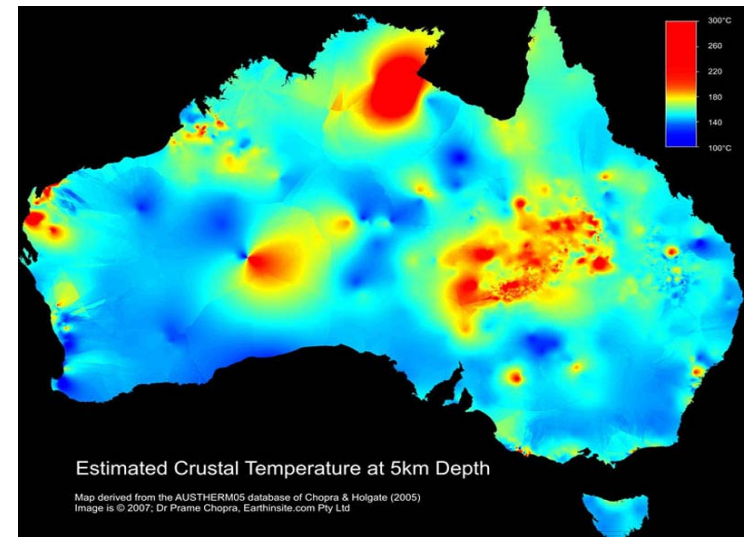 300°C
260
220
180
140
100°C
Estimated Crustal Temperature at 5km Depth
Map derived from the AUSTHERM05 database of Chopra & Holgate (2005)
Image is © 2007; Dr Prame Chopra, Earthinsite.com Pty Ltd